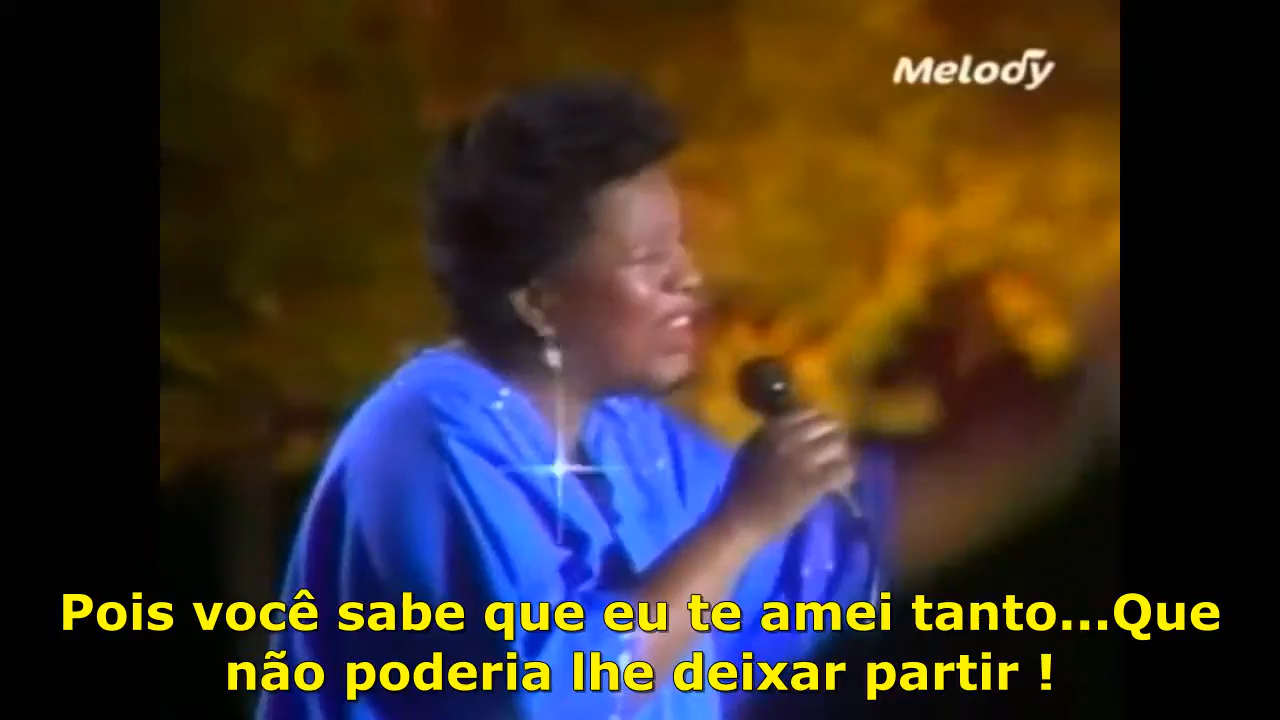 Melody
Pois você sabe que eu te amei tanto...Que
não poderia lhe deixar partir !